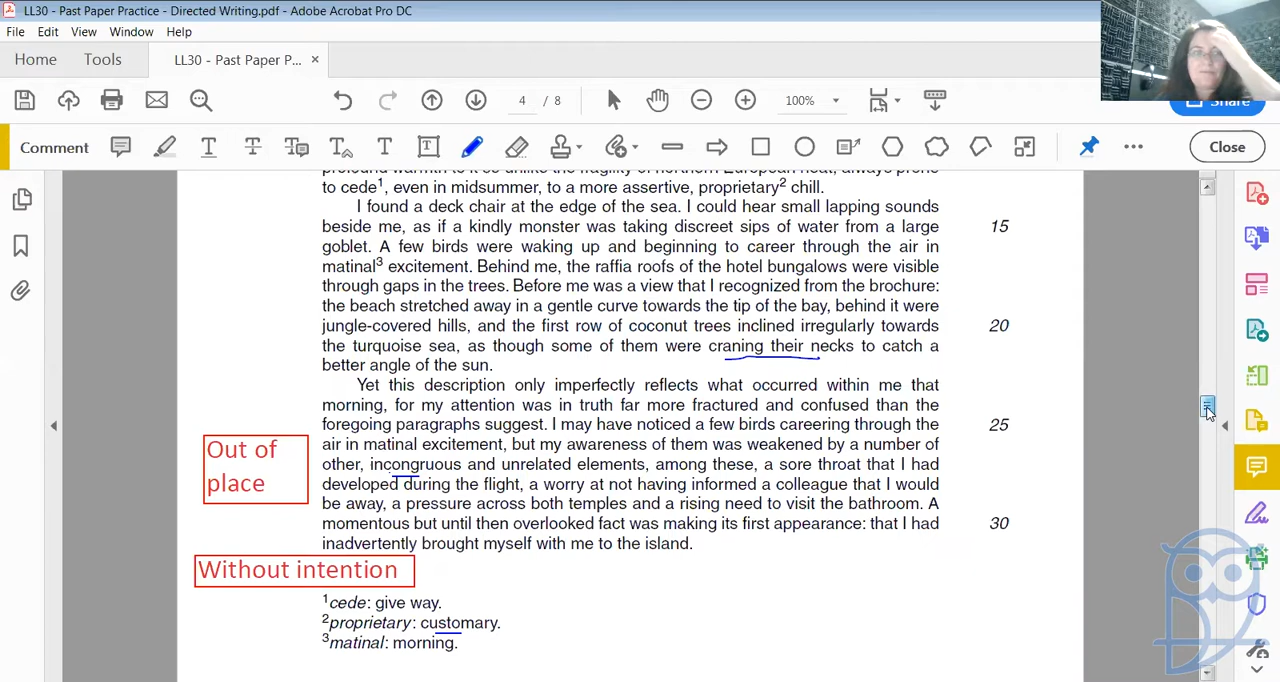 LL30 - Past Paper Practice - Directed Writing.pdf - Adobe Acrobat Pro DC
File Edit View Window Help
Home Tools LL30 - Past Paper P... ×
4 / 8 100%
Share
Comment Close
to cede1, even in midsummer, to a more assertive, proprietary2 chill.
I found a deck chair at the edge of the sea. I could hear small lapping sounds
beside me, as if a kindly monster was taking discreet sips of water from a large 15
goblet. A few birds were waking up and beginning to career through the air in
matinal3 excitement. Behind me, the raffia roofs of the hotel bungalows were visible
through gaps in the trees. Before me was a view that I recognized from the brochure:
the beach stretched away in a gentle curve towards the tip of the bay, behind it were
jungle-covered hills, and the first row of coconut trees inclined irregularly towards 20
the turquoise sea, as though some of them were craning their necks to catch a
better angle of the sun.
Yet this description only imperfectly reflects what occurred within me that
morning, for my attention was in truth far more fractured and confused than the
foregoing paragraphs suggest. I may have noticed a few birds careering through the 25
air in matinal excitement, but my awareness of them was weakened by a number of
other, incongruous and unrelated elements, among these, a sore throat that I had
developed during the flight, a worry at not having informed a colleague that I would
be away, a pressure across both temples and a rising need to visit the bathroom. A
momentous but until then overlooked fact was making its first appearance: that I had 30
inadvertently brought myself with me to the island.
Out of
place
Without intention
1cede: give way.
2proprietary: customary.
3matinal: morning.